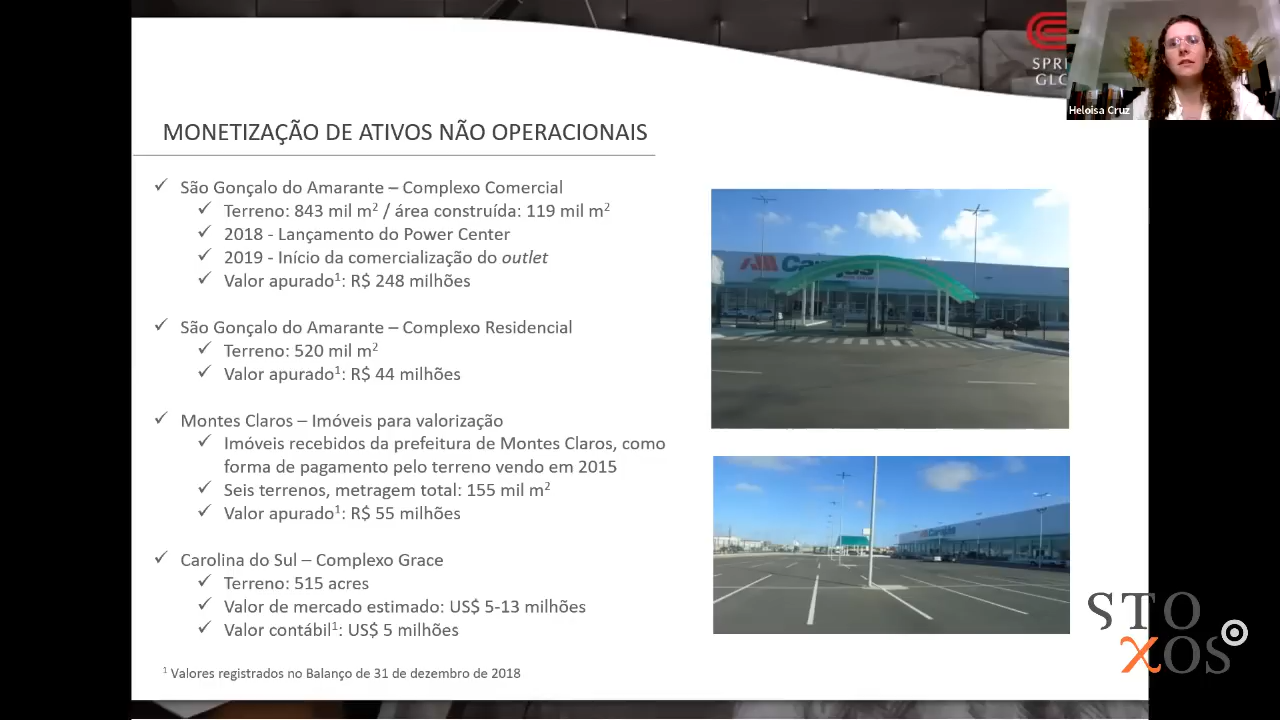 SPRI
GLO
Heloisa Cruz
MONETIZAÇÃO DE ATIVOS NÃO OPERACIONAIS
São Gonçalo do Amarante – Complexo Comercial
Terreno: 843 mil m² / área construída: 119 mil m²
2018 - Lançamento do Power Center
2019 - Início da comercialização do outlet
Valor apurado¹: R$ 248 milhões
São Gonçalo do Amarante – Complexo Residencial
Terreno: 520 mil m²
Valor apurado¹: R$ 44 milhões
Montes Claros – Imóveis para valorização
Imóveis recebidos da prefeitura de Montes Claros, como
forma de pagamento pelo terreno vendo em 2015
Seis terrenos, metragem total: 155 mil m²
Valor apurado¹: R$ 55 milhões
Carolina do Sul – Complexo Grace
Terreno: 515 acres
Valor de mercado estimado: US$ 5-13 milhões
Valor contábil¹: US$ 5 milhões
¹ Valores registrados no Balanço de 31 de dezembro de 2018
STO
XOS